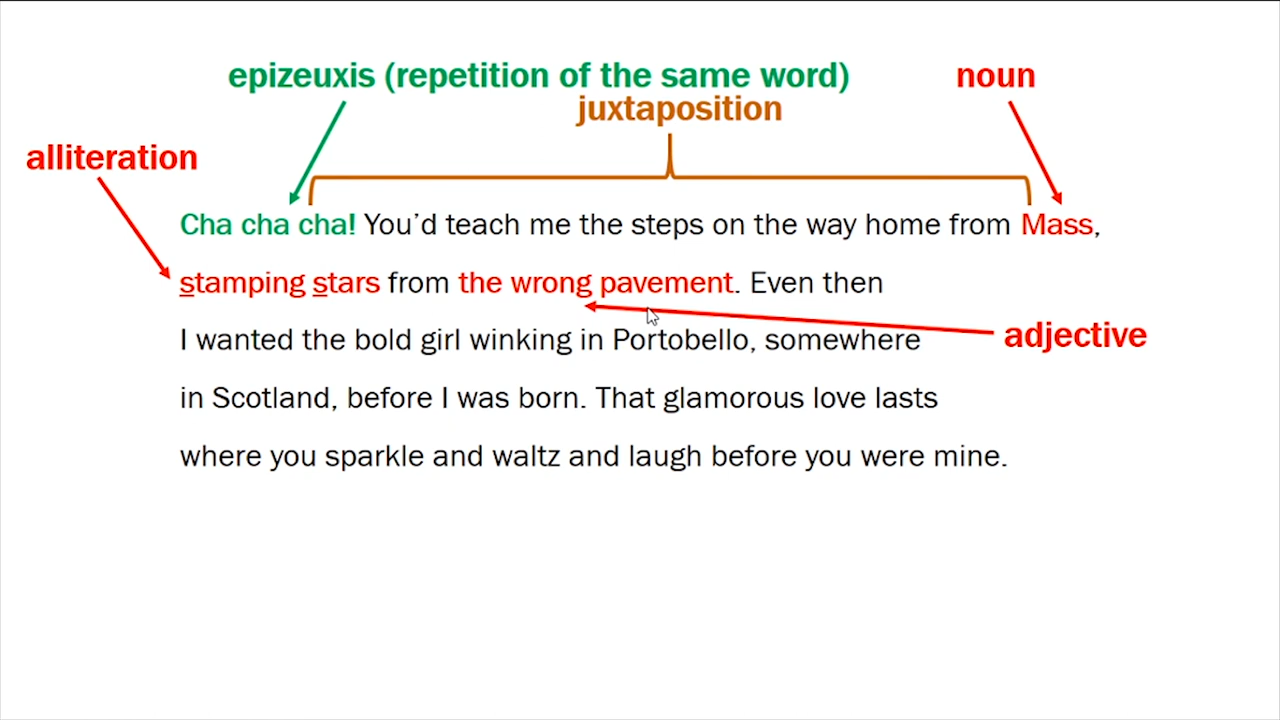 epizeuxis (repetition of the same word)
noun
juxtaposition
alliteration
Cha cha cha! You’d teach me the steps on the way home from Mass,
stamping stars from the wrong pavement. Even then
adjective
I wanted the bold girl winking in Portobello, somewhere
in Scotland, before I was born. That glamorous love lasts
where you sparkle and waltz and laugh before you were mine.